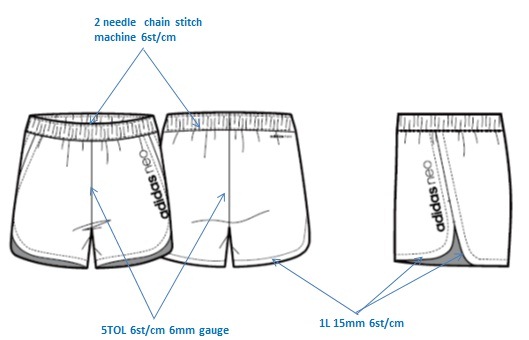 2 needle chain stitch
machine 6st/cm
adidas neo
adidas neo
5TOL 6st/cm 6mm gauge
1L 15mm 6st/cm